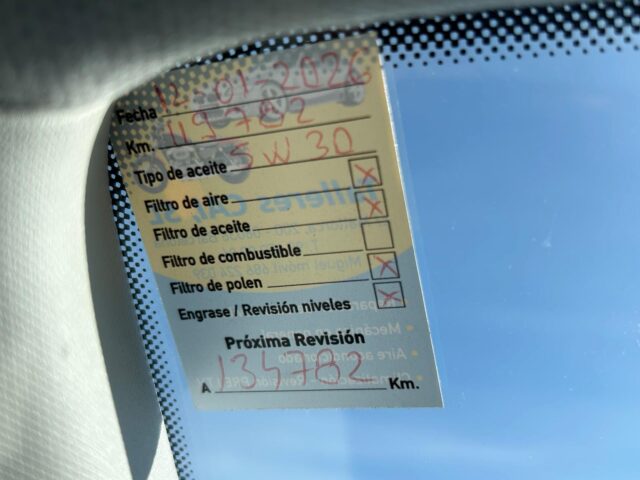 Fecha 12-01-2026
Km. 119782
Tipo de aceite 5W30
Filtro de aire X
Filtro de aceite X
Filtro de combustible
Filtro de polen X
Engrase / Revisión niveles X
Próxima Revisión
A 134782 Km.